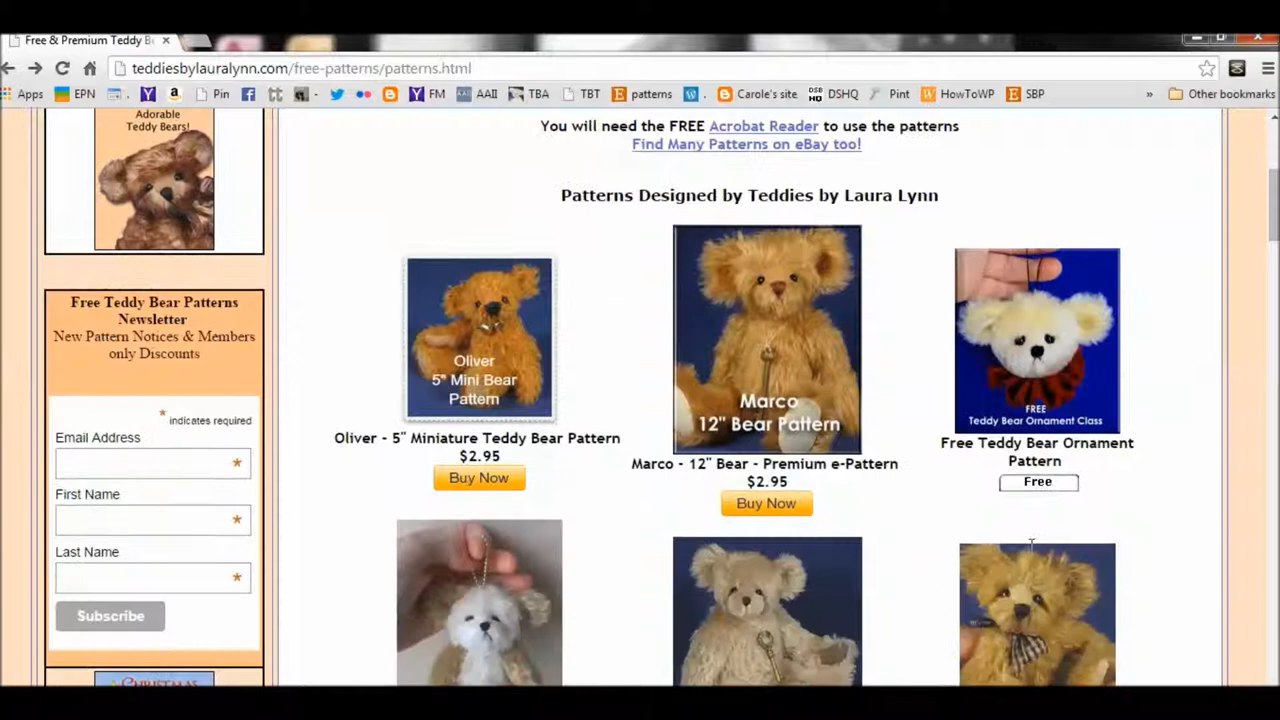 Free & Premium Teddy Be
teddiesbylauralynn.com/free-patterns/patterns.html
Apps EPN Pin FM AAII TBA TBT patterns Carole's site DSHQ Pint HowToWP SBP » Other bookmarks
Adorable
Teddy Bears!
Free Teddy Bear Patterns
Newsletter
New Pattern Notices & Members
only Discounts
* indicates required
Email Address
*
First Name
*
Last Name
*
Subscribe
CHRISTMAS
You will need the FREE Acrobat Reader to use the patterns
Find Many Patterns on eBay too!
Patterns Designed by Teddies by Laura Lynn
Oliver
5" Mini Bear
Pattern
Oliver - 5" Miniature Teddy Bear Pattern
$2.95
Buy Now
Marco
12" Bear Pattern
Marco - 12" Bear - Premium e-Pattern
$2.95
Buy Now
FREE
Teddy Bear Ornament Class
Free Teddy Bear Ornament
Pattern
Free